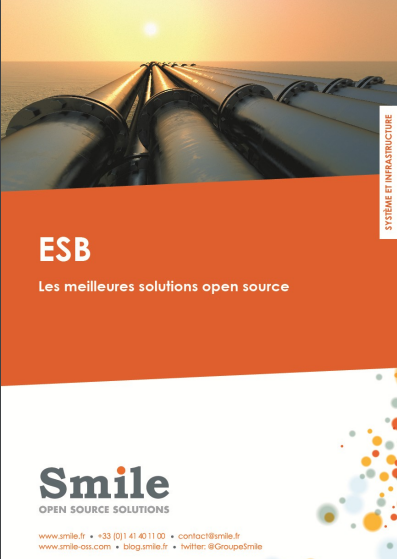 SYSTÈME ET INFRASTRUCTURE
ESB
Les meilleures solutions open source
Smile
OPEN SOURCE SOLUTIONS
www.smile.fr • +33 (0)1 41 40 11 00 • contact@smile.fr
www.smile-oss.com • blog.smile.fr • twitter: @GroupeSmile